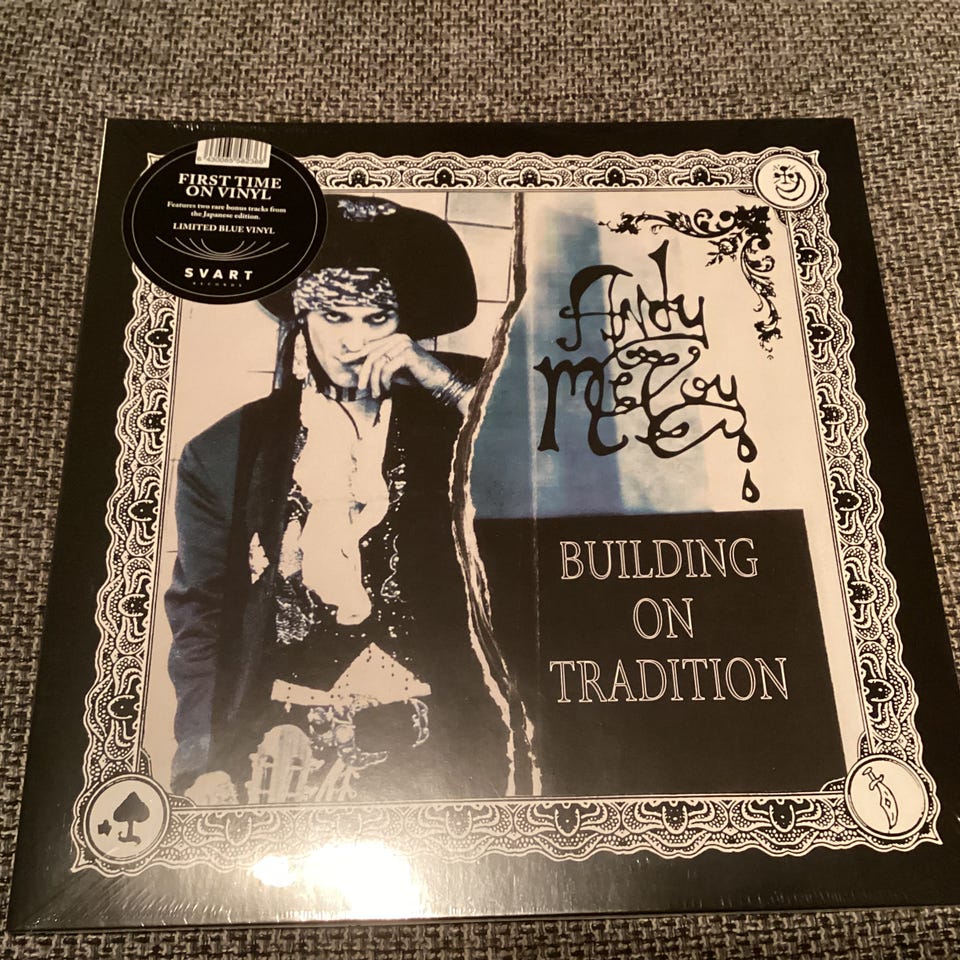 FIRST TIME
ON VINYL
Features two rare bonus tracks from
the Japanese edition.
LIMITED BLUE VINYL
SVART
RECORDS
Andy
McCoy
BUILDING
ON
TRADITION